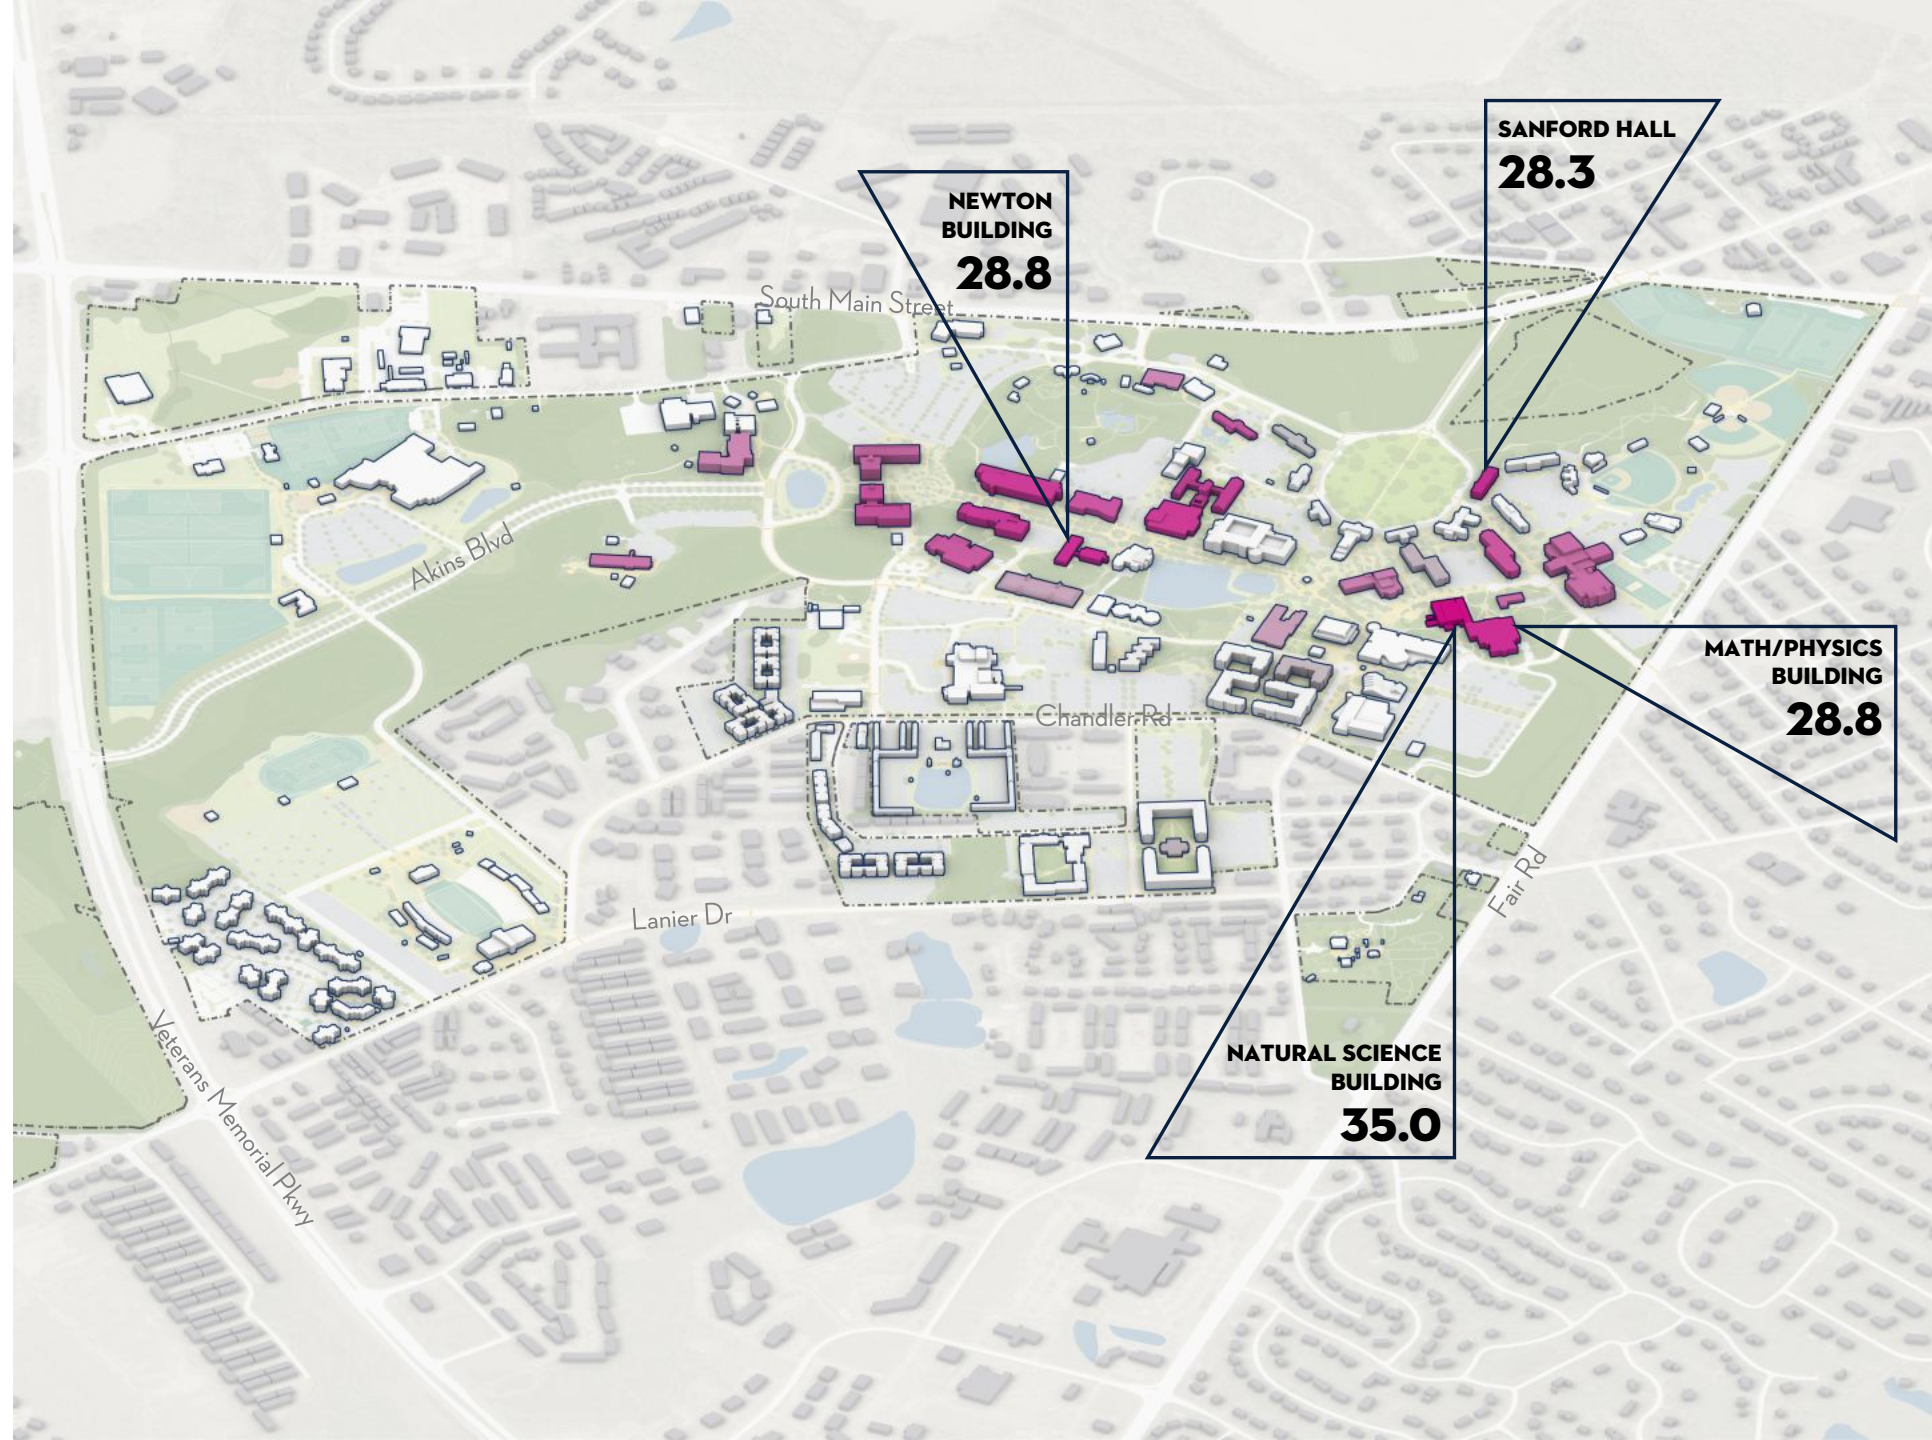 SANFORD HALL
28.3
NEWTON
BUILDING
28.8
South Main Street
Akins Blvd
MATH/PHYSICS
BUILDING
28.8
Chandler Rd
Fair Rd
Lanier Dr
Veterans Memorial Pkwy
NATURAL SCIENCE
BUILDING
35.0